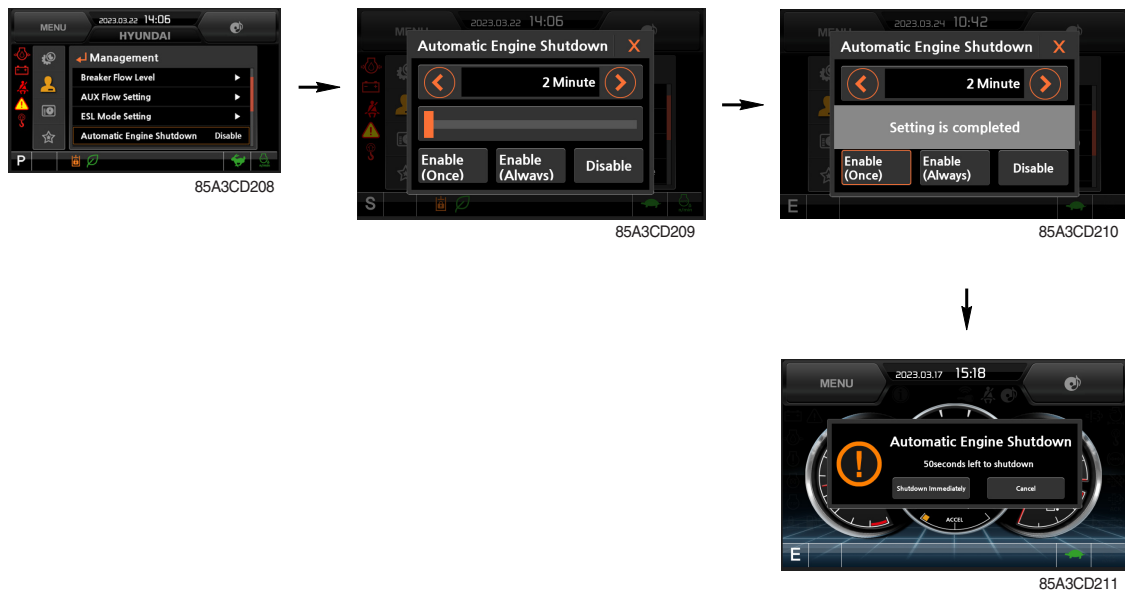 MENU
2023.03.22 14:06
HYUNDAI
Management
Breaker Flow Level
AUX Flow Setting
ESL Mode Setting
Automatic Engine Shutdown Disable
P
85A3CD208
2023.03.22 14:06
Automatic Engine Shutdown X
2 Minute
Enable
(Once)
Enable
(Always)
Disable
S
85A3CD209
2023.03.24 10:42
Automatic Engine Shutdown X
2 Minute
Setting is completed
Enable
(Once)
Enable
(Always)
Disable
E
85A3CD210
MENU
2023.03.17 15:18
Automatic Engine Shutdown
50seconds left to shutdown
Shutdown Immediately
Cancel
ACCEL
E
85A3CD211